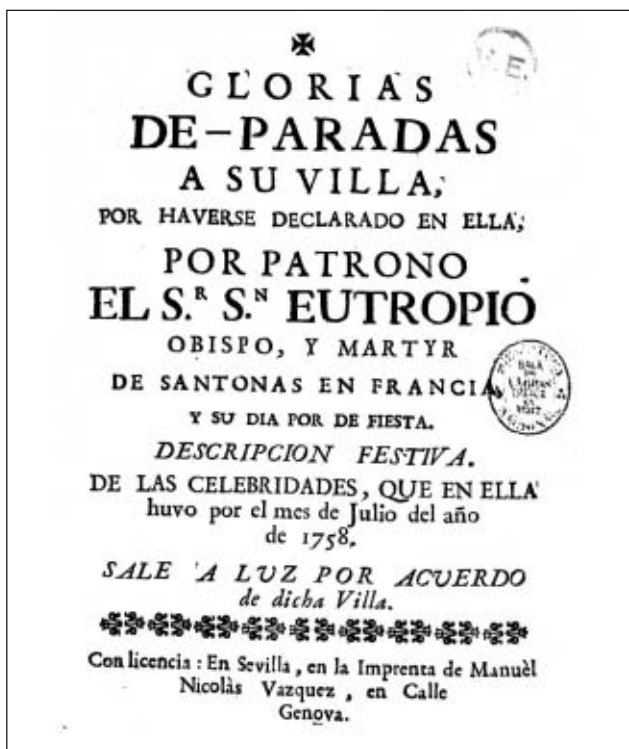 ✠
GLORIAS
DE-PARADAS
A SU VILLA,
POR HAVERSE DECLARADO EN ELLA,
POR PATRONO
EL S.ᴿ S.ᴺ EUTROPIO
OBISPO, Y MARTYR
DE SANTONAS EN FRANCIA,
Y SU DIA POR DE FIESTA.
DESCRIPCION FESTIVA.
DE LAS CELEBRIDADES, QUE EN ELLA
huvo por el mes de Julio del año
de 1758.
SALE A LUZ POR ACUERDO
de dicha Villa.
Con licencia: En Sevilla, en la Imprenta de Manuèl
Nicolàs Vazquez, en Calle
Genova.